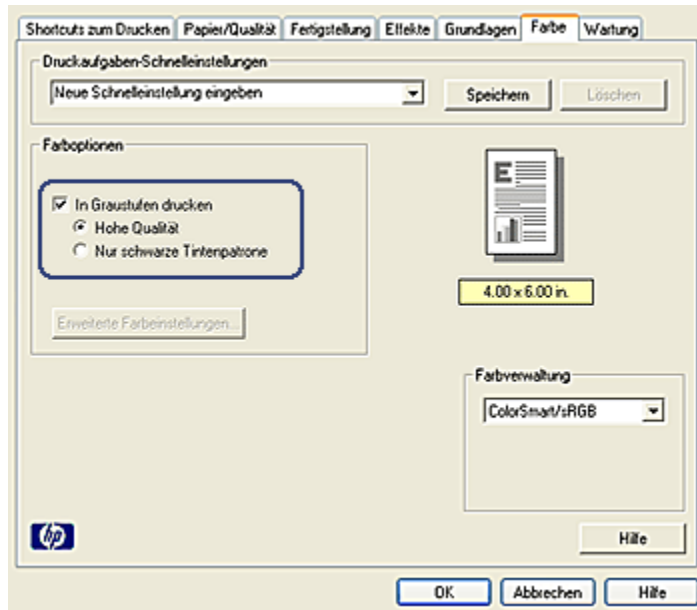 Shortcuts zum Drucken Papier/Qualität Fertigstellung Effekte Grundlagen Farbe Wartung
Druckaufgaben-Schnelleinstellungen
Neue Schnelleinstellung eingeben Speichern Löschen
Farboptionen
In Graustufen drucken
Hohe Qualität
Nur schwarze Tintenpatrone
Erweiterte Farbeinstellungen...
E
4.00 x 6.00 in.
Farbverwaltung
ColorSmart/sRGB
hp Hilfe
OK Abbrechen Hilfe